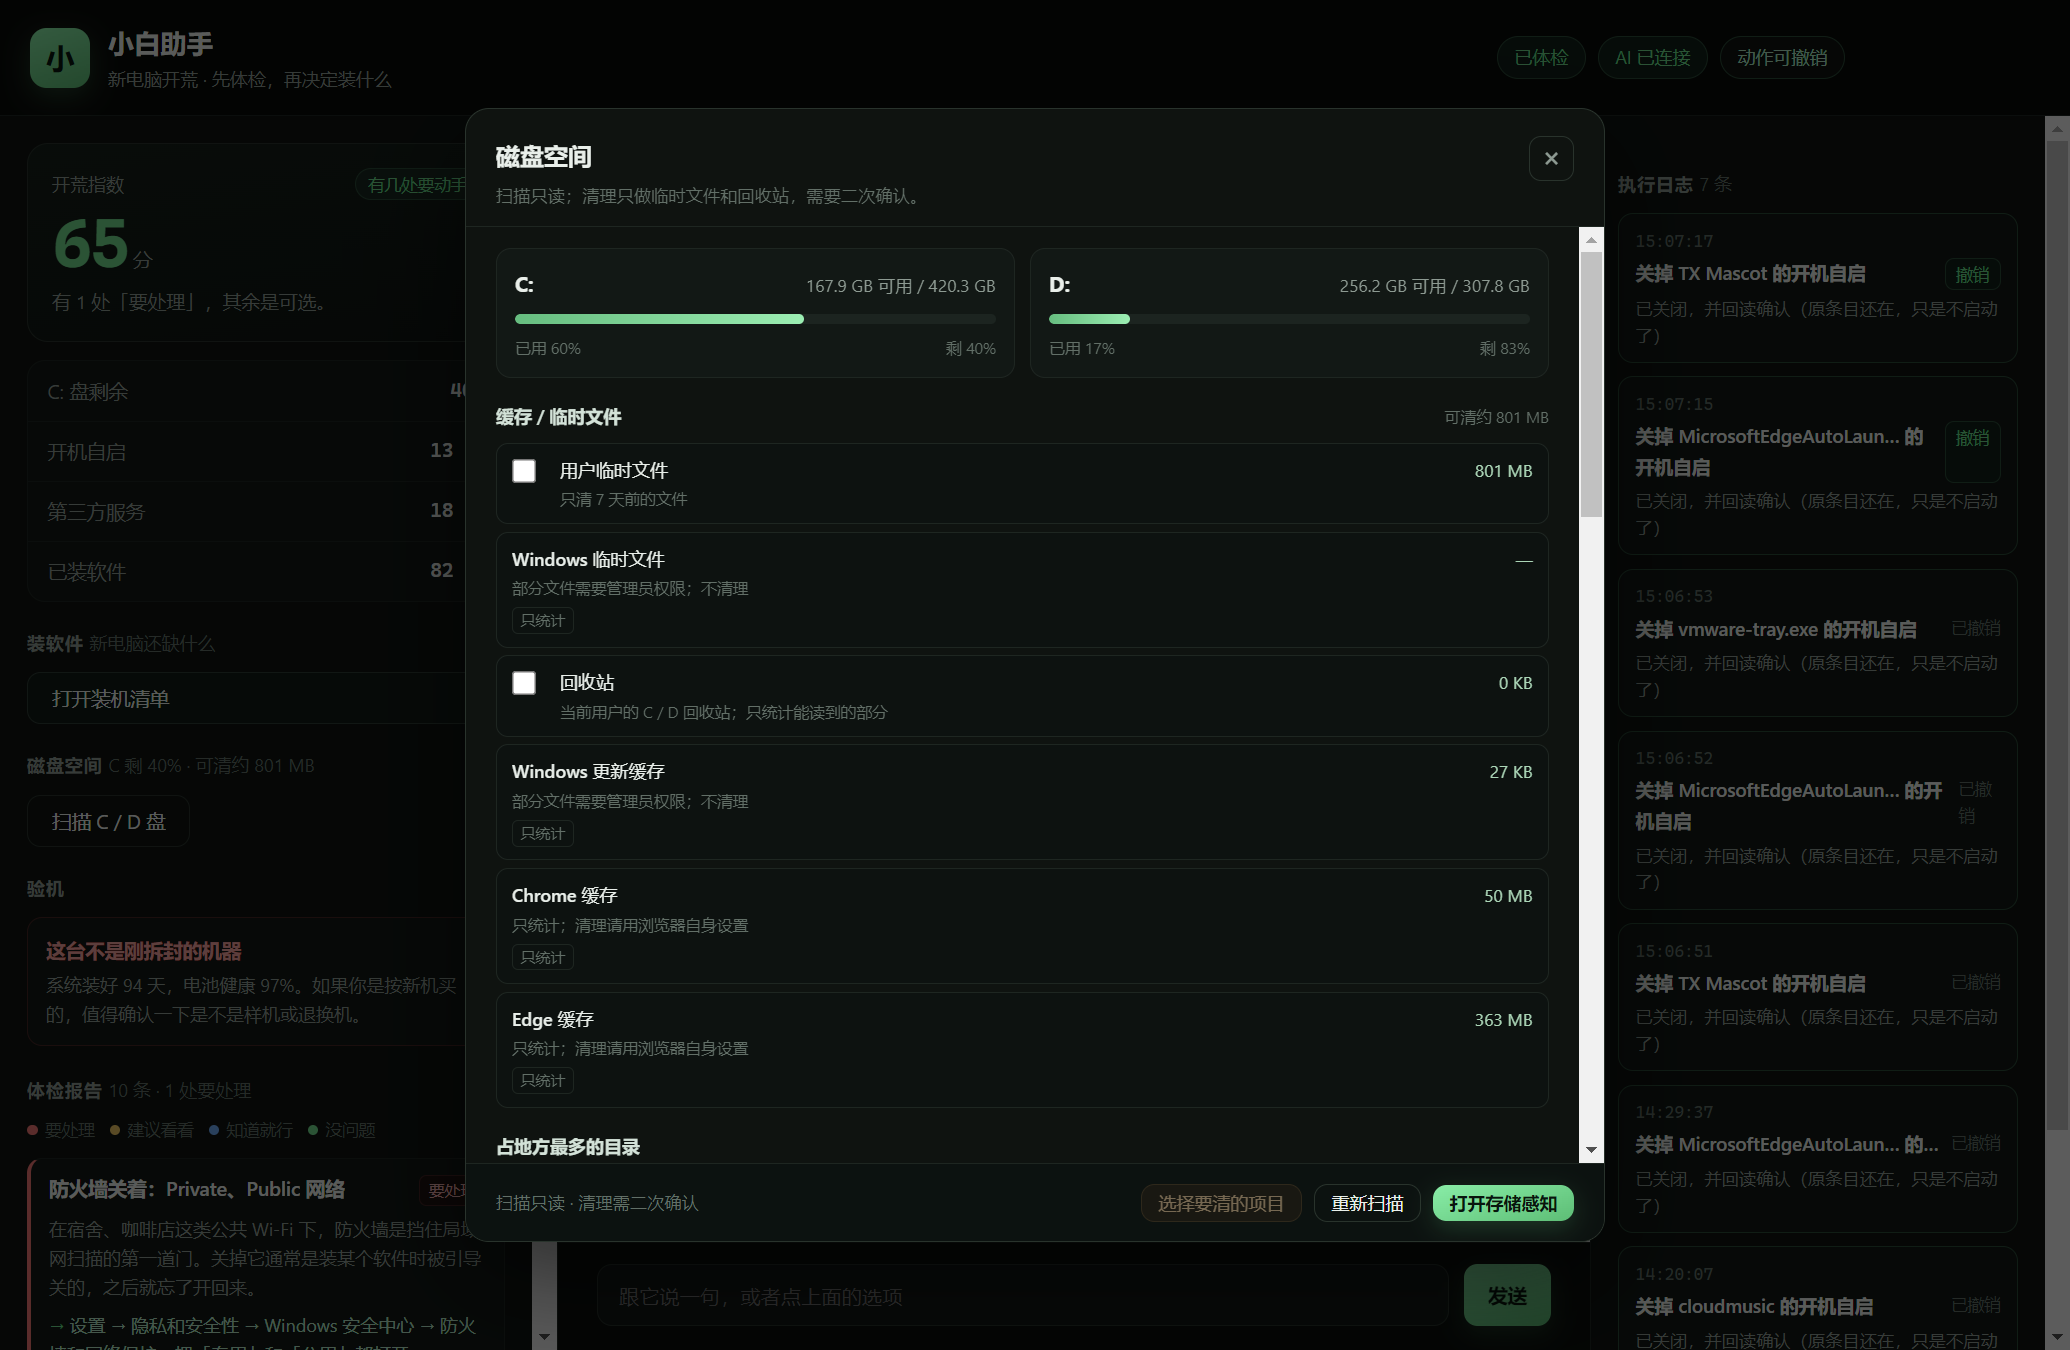 小
小白助手
新电脑开荒 · 先体检，再决定装什么
已体检
AI 已连接
动作可撤销
开荒指数
有几处要动手
65 分
有 1 处「要处理」，其余是可选。
C: 盘剩余
开机自启 13
第三方服务 18
已装软件 82
装软件 新电脑还缺什么
打开装机清单
磁盘空间 C 剩 40% · 可清约 801 MB
扫描 C / D 盘
验机
这台不是刚拆封的机器
系统装好 94 天，电池健康 97%。如果你是按新机买
的，值得确认一下是不是样机或退换机。
体检报告 10 条 · 1 处要处理
要处理 建议看看 知道就行 没问题
防火墙关着：Private、Public 网络
在宿舍、咖啡店这类公共 Wi-Fi 下，防火墙是挡住局域
网扫描的第一道门。关掉它通常是装某个软件时被引导
关的，之后就忘了开回来。
→ 设置 → 隐私和安全性 → Windows 安全中心 → 防火
磁盘空间
扫描只读；清理只做临时文件和回收站，需要二次确认。
C: 167.9 GB 可用 / 420.3 GB
已用 60% 剩 40%
D: 256.2 GB 可用 / 307.8 GB
已用 17% 剩 83%
缓存 / 临时文件 可清约 801 MB
用户临时文件 801 MB
只清 7 天前的文件
Windows 临时文件 —
部分文件需要管理员权限；不清理
只统计
回收站 0 KB
当前用户的 C / D 回收站；只统计能读到的部分
Windows 更新缓存 27 KB
部分文件需要管理员权限；不清理
只统计
Chrome 缓存 50 MB
只统计；清理请用浏览器自身设置
只统计
Edge 缓存 363 MB
只统计；清理请用浏览器自身设置
只统计
占地方最多的目录
扫描只读 · 清理需二次确认
选择要清的项目
重新扫描
打开存储感知
跟它说一句，或者点上面的选项
发送
执行日志 7 条
15:07:17
关掉 TX Mascot 的开机自启 撤销
已关闭，并回读确认（原条目还在，只是不启动
了）
15:07:15
关掉 MicrosoftEdgeAutoLaun... 的 撤销
开机自启
已关闭，并回读确认（原条目还在，只是不启动
了）
15:06:53
关掉 vmware-tray.exe 的开机自启 已撤销
已关闭，并回读确认（原条目还在，只是不启动
了）
15:06:52
关掉 MicrosoftEdgeAutoLaun... 的开 已撤
机自启 销
已关闭，并回读确认（原条目还在，只是不启动
了）
15:06:51
关掉 TX Mascot 的开机自启 已撤销
已关闭，并回读确认（原条目还在，只是不启动
了）
14:29:37
关掉 MicrosoftEdgeAutoLaun... 的... 已撤销
已关闭，并回读确认（原条目还在，只是不启动
了）
14:20:07
关掉 cloudmusic 的开机自启 已撤销
已关闭，并回读确认（原条目还在，只是不启动